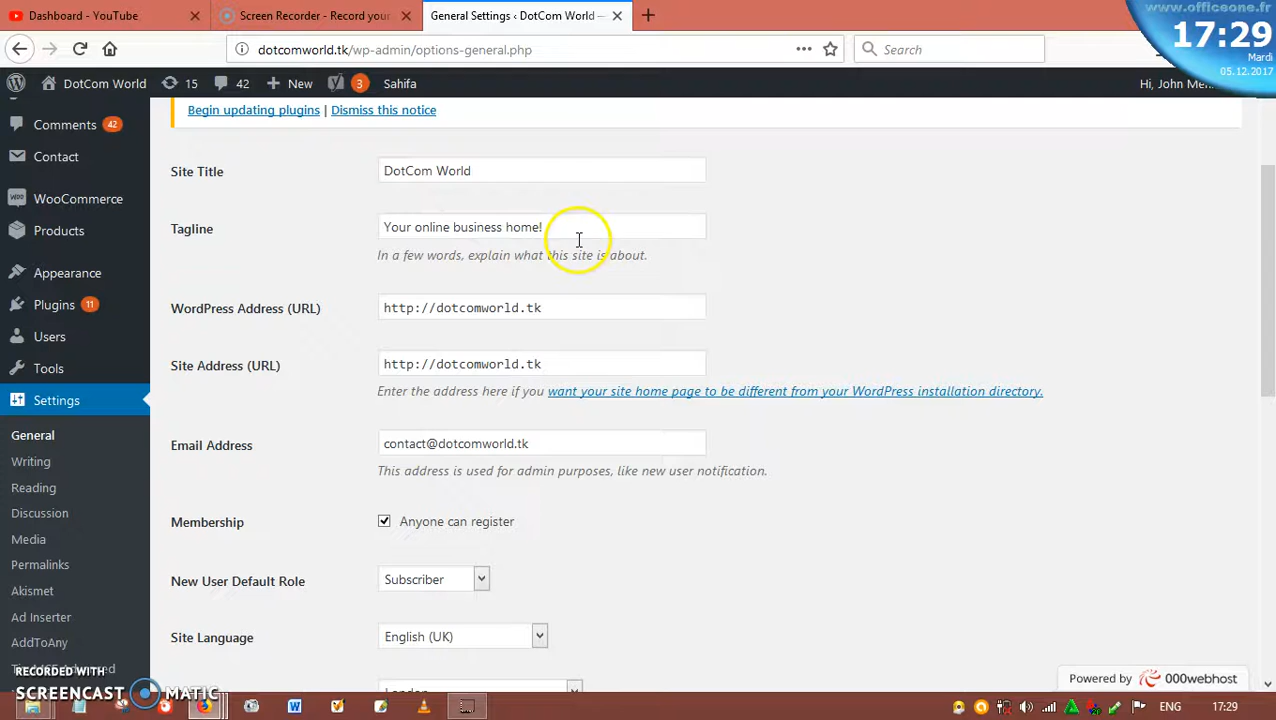 Dashboard - YouTube
Screen Recorder - Record your
General Settings ‹ DotCom World —
www.officeone.fr
17:29
Mardi
05.12.2017
dotcomworld.tk/wp-admin/options-general.php
Search
DotCom World
15
42
New
3
Sahifa
Hi, John
Comments 42
Contact
WooCommerce
Products
Appearance
Plugins 11
Users
Tools
Settings
General
Writing
Reading
Discussion
Media
Permalinks
Akismet
Ad Inserter
AddToAny
Begin updating plugins | Dismiss this notice
Site Title
DotCom World
Tagline
Your online business home!
In a few words, explain what this site is about.
WordPress Address (URL)
http://dotcomworld.tk
Site Address (URL)
http://dotcomworld.tk
Enter the address here if you want your site home page to be different from your WordPress installation directory.
Email Address
contact@dotcomworld.tk
This address is used for admin purposes, like new user notification.
Membership
Anyone can register
New User Default Role
Subscriber
Site Language
English (UK)
London
Powered by 000webhost
RECORDED WITH
SCREENCAST MATIC
ENG
17:29